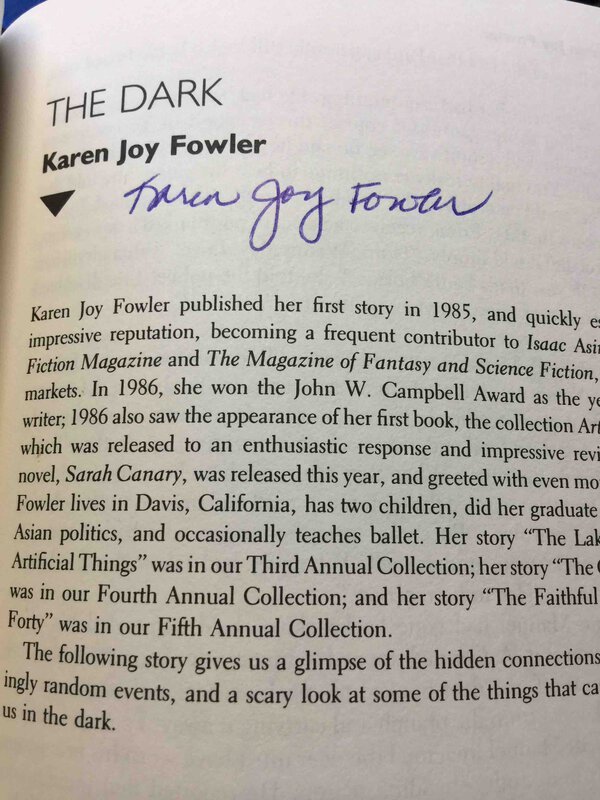 THE DARK
Karen Joy Fowler
Karen Joy Fowler
Karen Joy Fowler published her first story in 1985, and quickly es
impressive reputation, becoming a frequent contributor to Isaac Asi
Fiction Magazine and The Magazine of Fantasy and Science Fiction,
markets. In 1986, she won the John W. Campbell Award as the ye
writer; 1986 also saw the appearance of her first book, the collection Art
which was released to an enthusiastic response and impressive revi
novel, Sarah Canary, was released this year, and greeted with even mo
Fowler lives in Davis, California, has two children, did her graduate
Asian politics, and occasionally teaches ballet. Her story "The Lak
Artificial Things" was in our Third Annual Collection; her story "The
was in our Fourth Annual Collection; and her story "The Faithful
Forty" was in our Fifth Annual Collection.
The following story gives us a glimpse of the hidden connections
ingly random events, and a scary look at some of the things that ca
us in the dark.